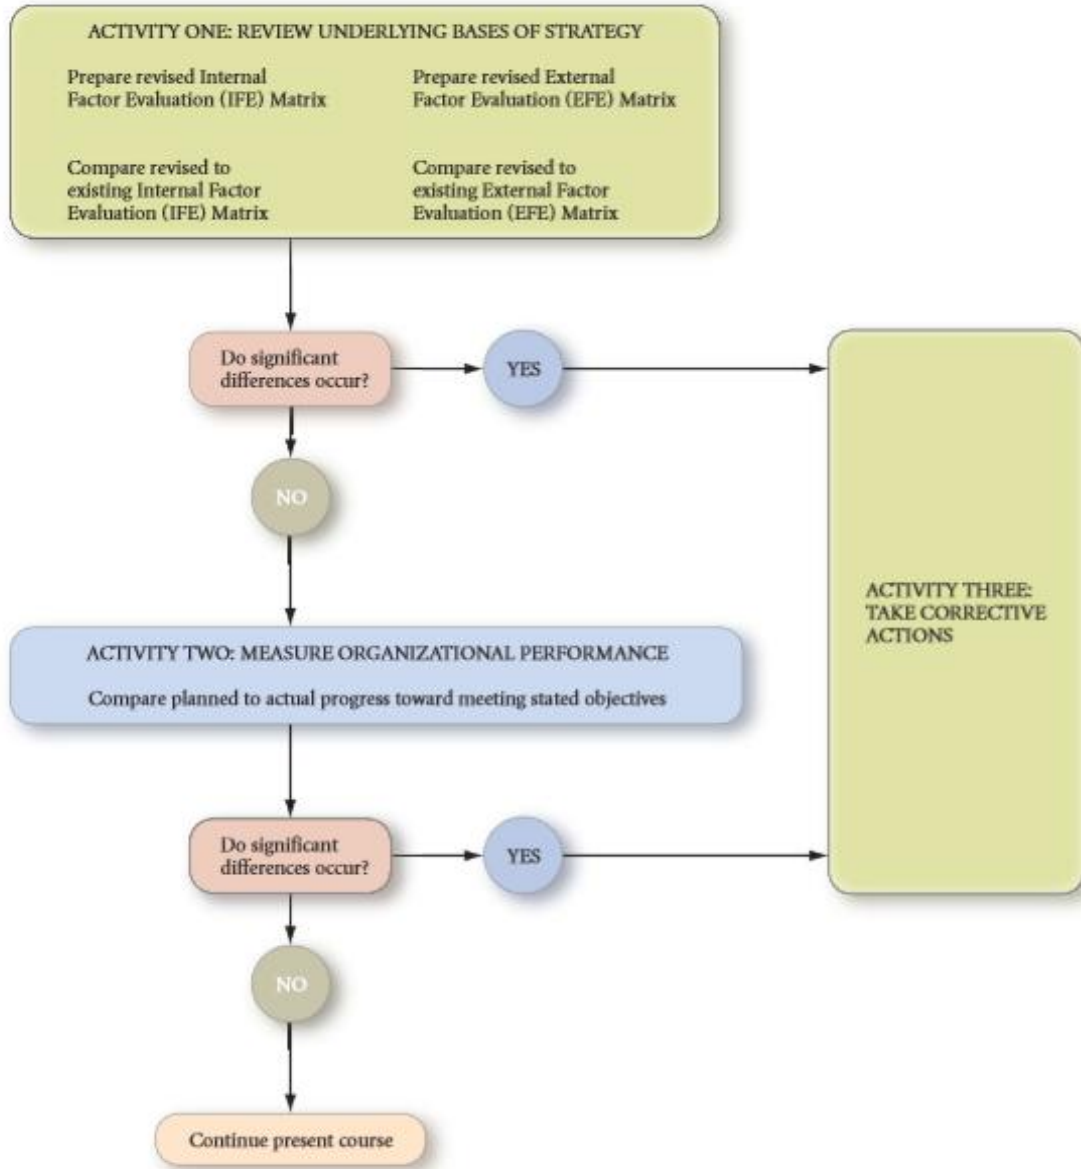 ACTIVITY ONE: REVIEW UNDERLYING BASES OF STRATEGY
Prepare revised Internal
Factor Evaluation (IFE) Matrix
Prepare revised External
Factor Evaluation (EFE) Matrix
Compare revised to
existing Internal Factor
Evaluation (IFE) Matrix
Compare revised to
existing External Factor
Evaluation (EFE) Matrix
Do significant
differences occur?
YES
NO
ACTIVITY THREE:
TAKE CORRECTIVE
ACTIONS
ACTIVITY TWO: MEASURE ORGANIZATIONAL PERFORMANCE
Compare planned to actual progress toward meeting stated objectives
Do significant
differences occur?
YES
NO
Continue present course